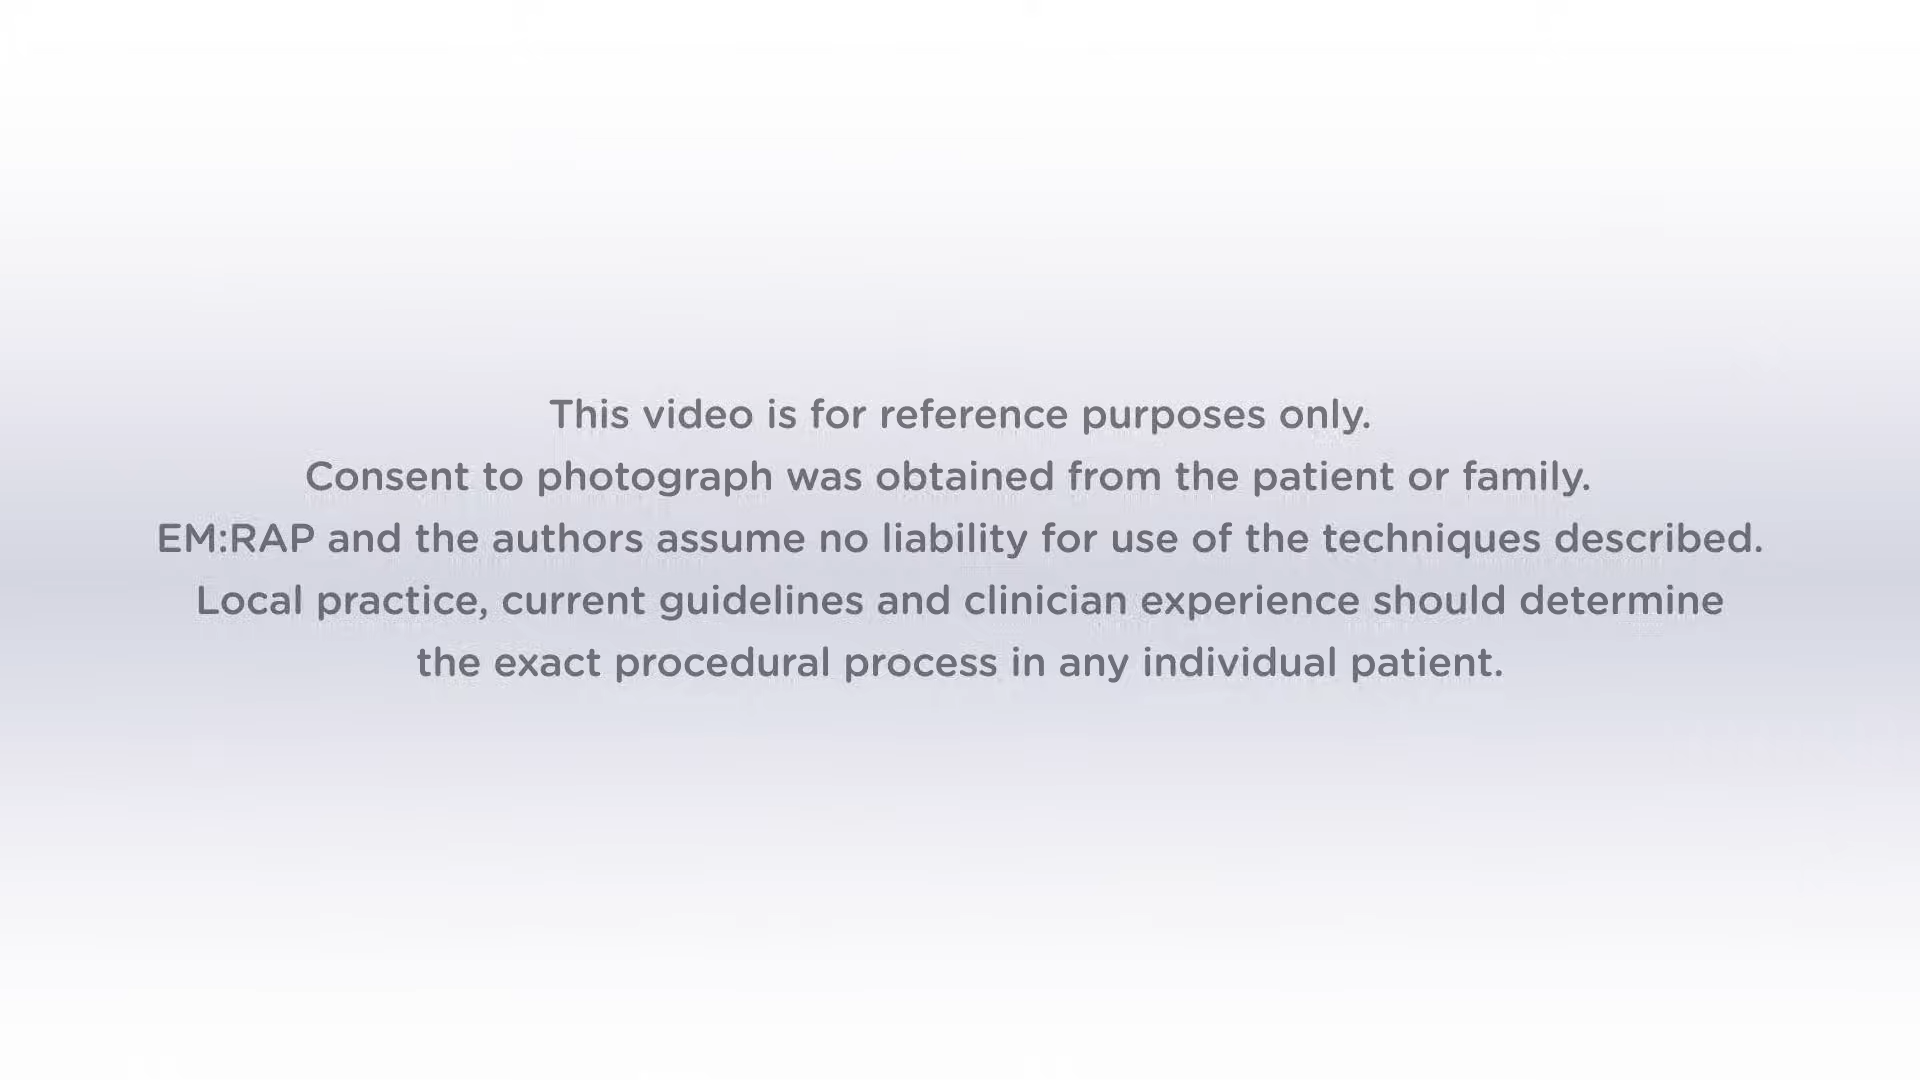 This video is for reference purposes only.
Consent to photograph was obtained from the patient or family.
EM:RAP and the authors assume no liability for use of the techniques described.
Local practice, current guidelines and clinician experience should determine
the exact procedural process in any individual patient.